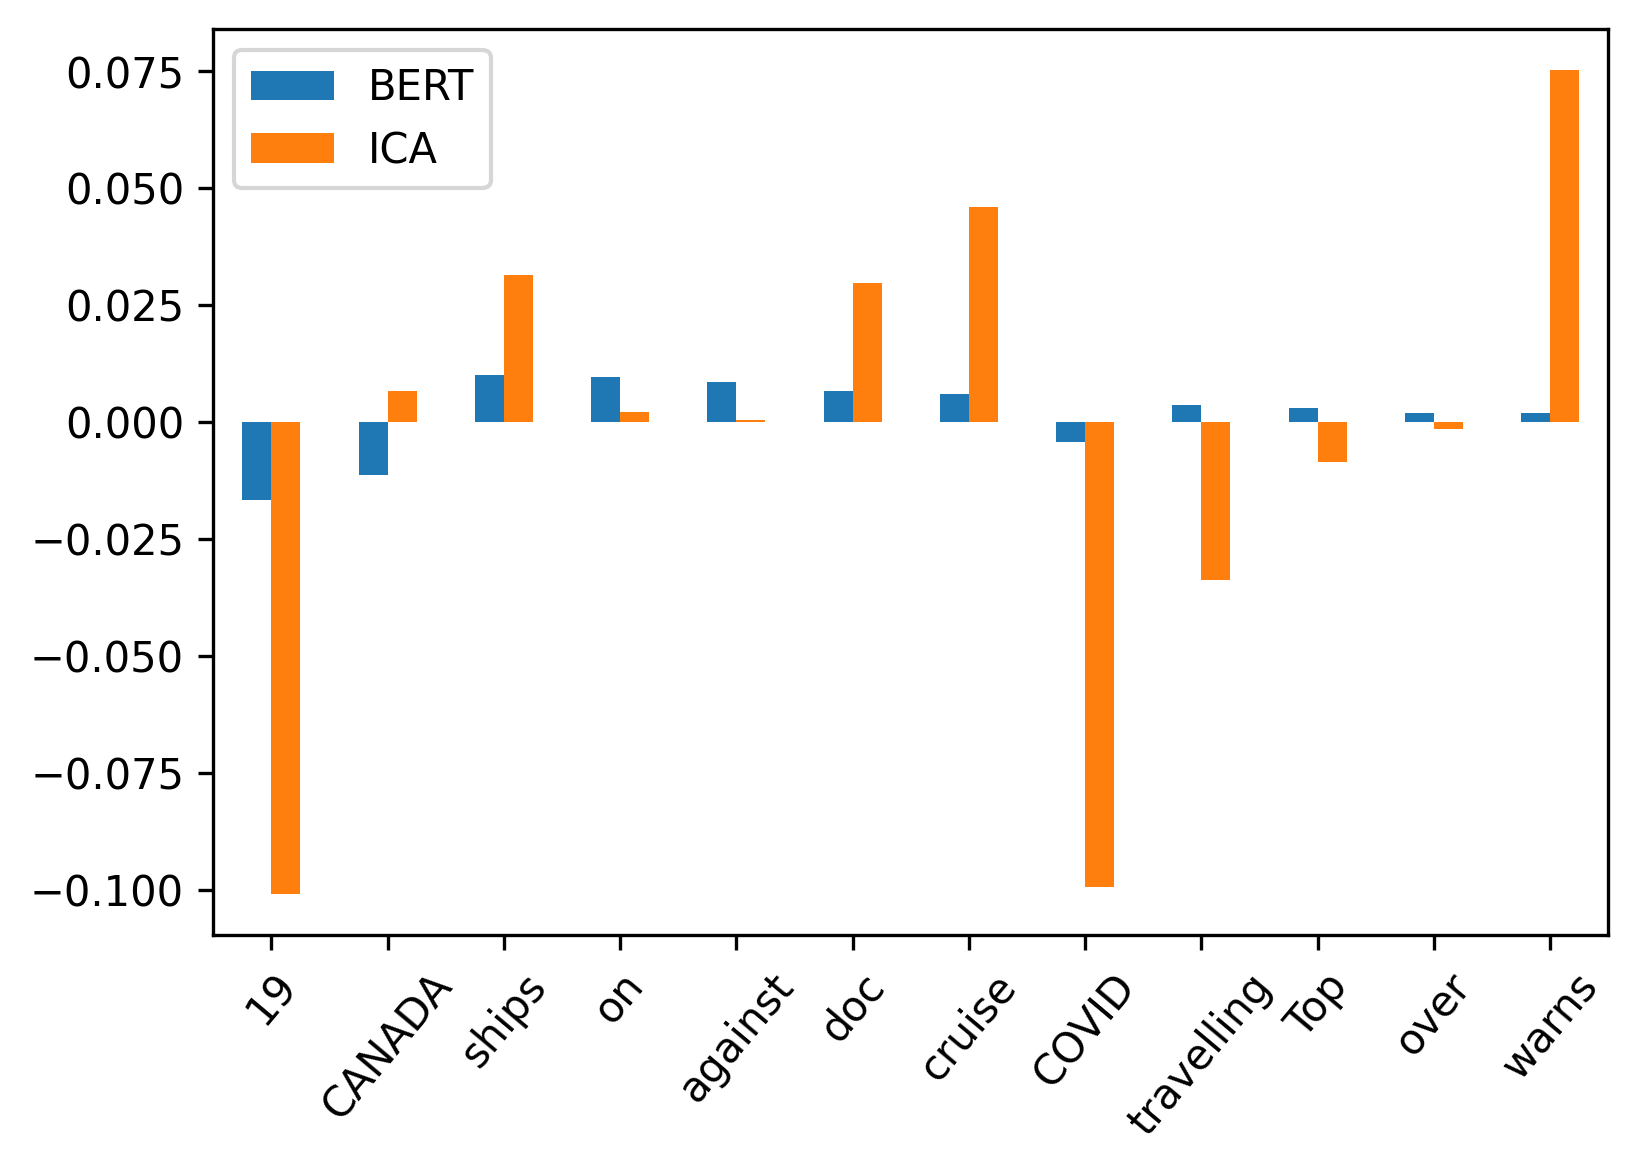 BERT
ICA
0.075
0.050
0.025
0.000
−0.025
−0.050
−0.075
−0.100
19
CANADA
ships
on
against
doc
cruise
COVID
travelling
Top
over
warns